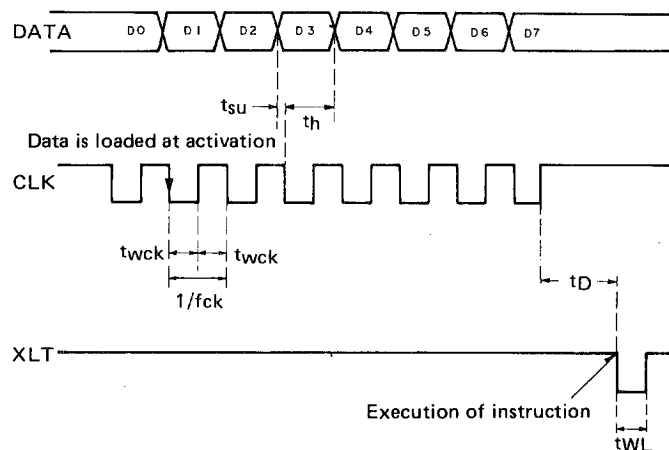 DATA D0 D1 D2 D3 D4 D5 D6 D7
tsu th
Data is loaded at activation
CLK
twck twck
1/fck
tD
XLT
Execution of instruction
tWL